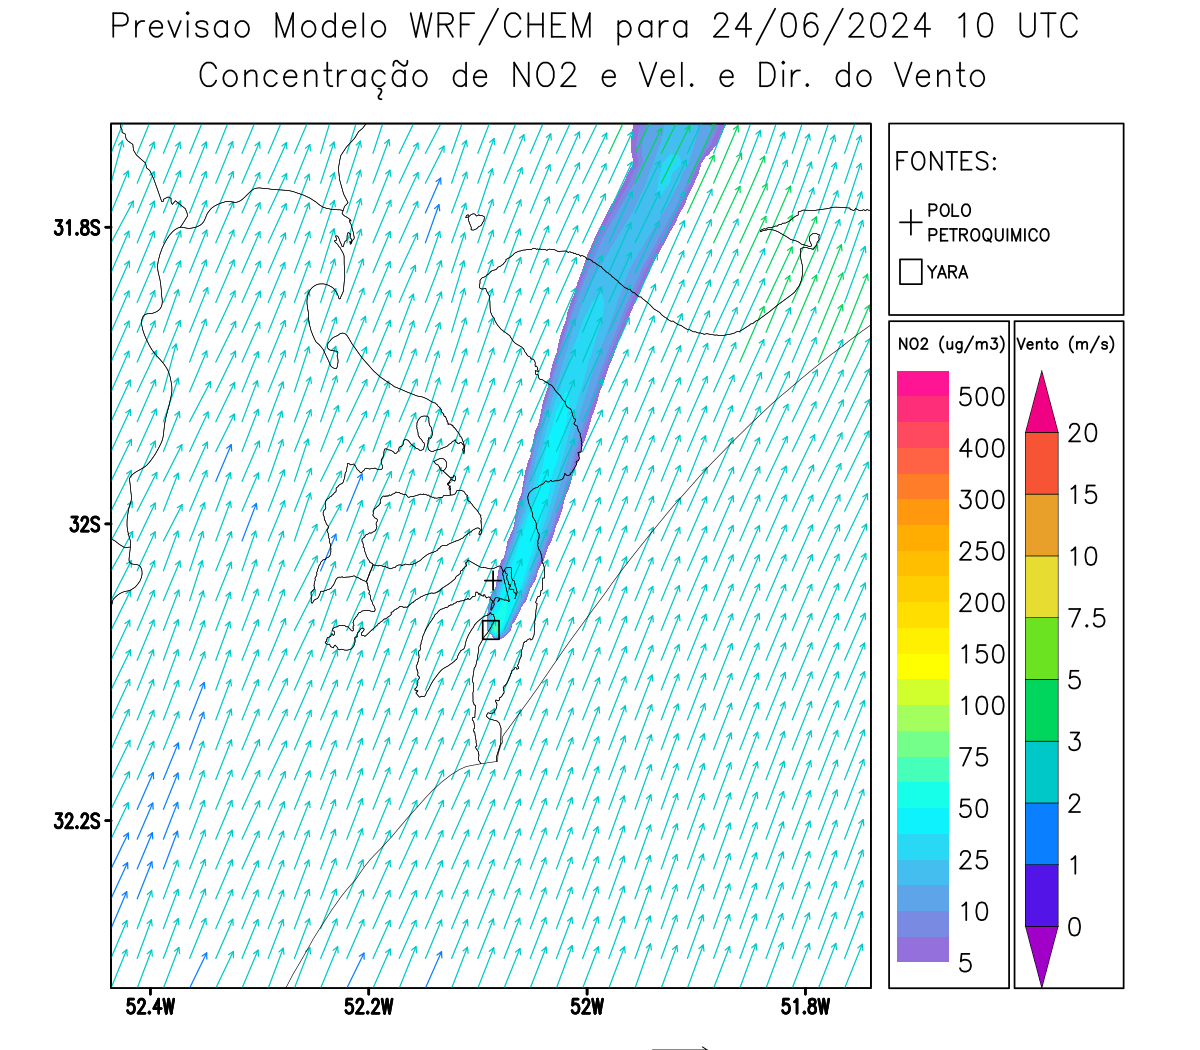 Previsao Modelo WRF/CHEM para 24/06/2024 10 UTC
Concentração de NO2 e Vel. e Dir. do Vento
FONTES:
POLO
PETROQUIMICO
YARA
NO2 (ug/m3)
500
400
300
250
200
150
100
75
50
25
10
5
Vento (m/s)
20
15
10
7.5
5
3
2
1
0
31.8S
32S
32.2S
52.4W
52.2W
52W
51.8W